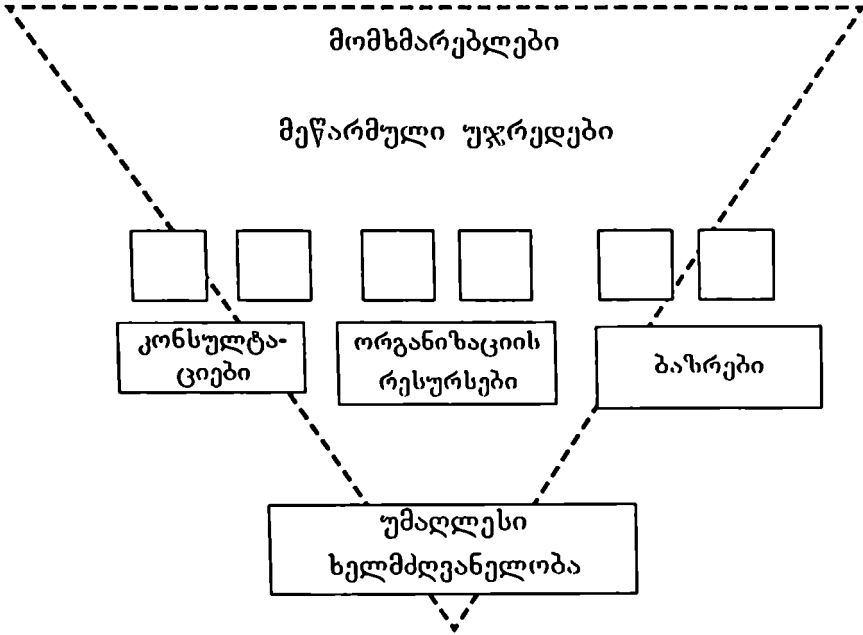 მომხმარებლები
მეწარმული უჯრედები
კონსულტა-
ციები
ორგანიზაციის
რესურსები
ბაზრები
უმაღლესი
ხელმძღვანელობა